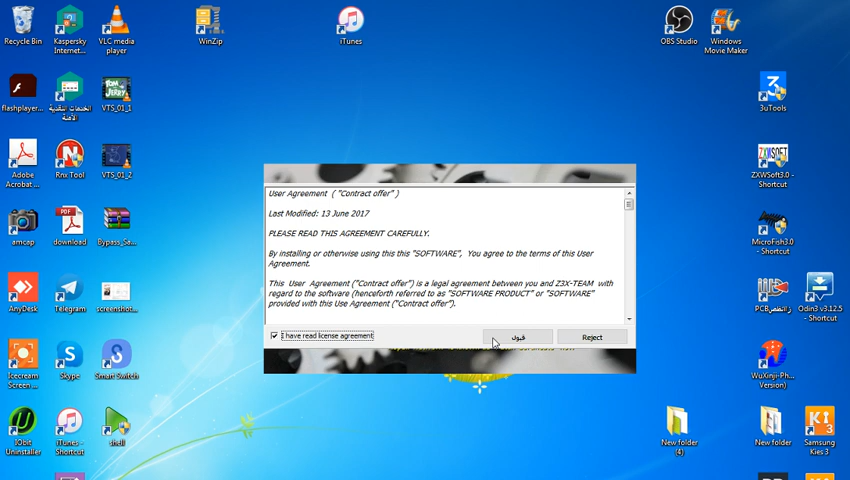 Recycle Bin
Kaspersky Internet...
VLC media player
WinZip
iTunes
OBS Studio
Windows Movie Maker
flashplayer...
الخدمات النقدية الآمنة
VTS_01_1
3uTools
Adobe Acrobat ...
Rnx Tool
VTS_01_2
ZXWSoft3.0 - Shortcut
amcap
PDF
download
Bypass_Sa...
MicroFish3.0 - Shortcut
AnyDesk
Telegram
screenshot...
Odin3 v3.12.5 - Shortcut
Icecream Screen ...
Skype
Smart Switch
WuXinji-Ph... Version)
IObit Uninstaller
iTunes - Shortcut
shell
New folder (4)
New folder
Samsung Kies 3
User Agreement ( "Contract offer" )
Last Modified: 13 June 2017
PLEASE READ THIS AGREEMENT CAREFULLY.
By installing or otherwise using this this "SOFTWARE", You agree to the terms of this User
Agreement.
This User Agreement ("Contract offer") is a legal agreement between you and Z3X-TEAM with
regard to the software (henceforth referred to as "SOFTWARE PRODUCT" or "SOFTWARE"
provided with this Use Agreement ("Contract offer").
I have read license agreement
قبول
Reject